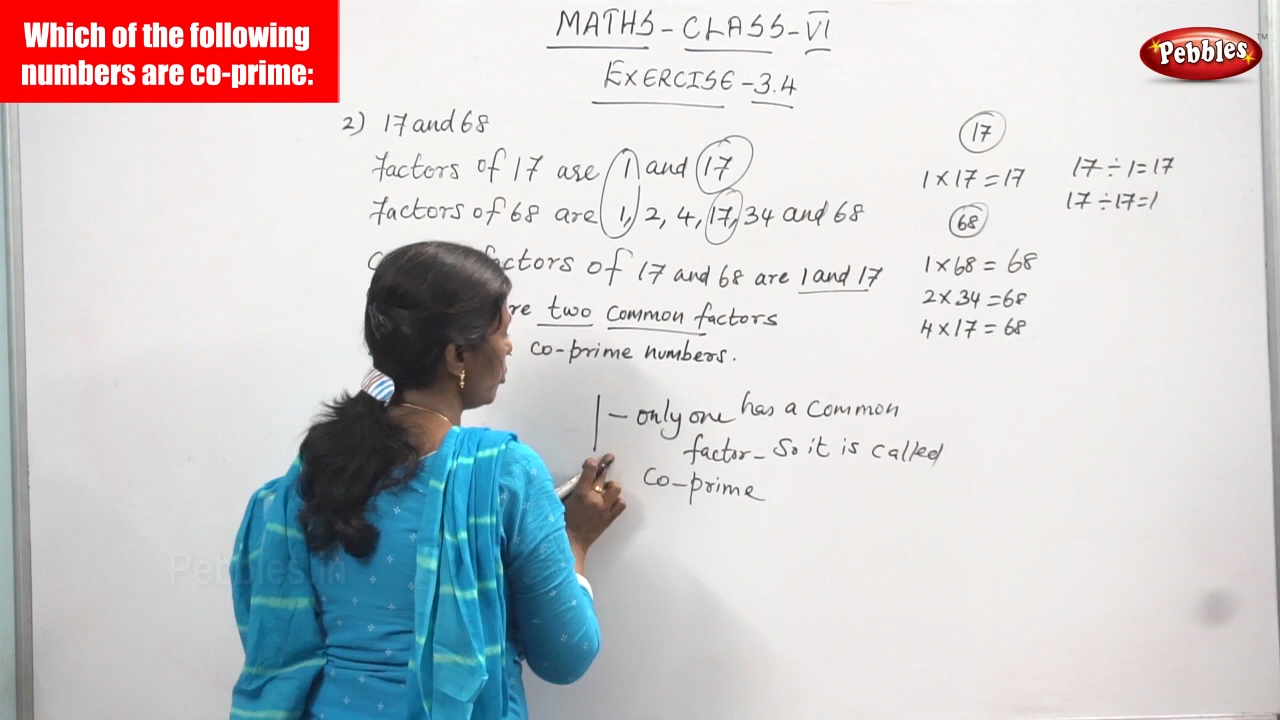 Which of the following
numbers are co-prime:
MATHS - CLASS - VI
Pebbles TM
EXERCISE - 3.4
2) 17 and 68
Factors of 17 are 1 and 17
Factors of 68 are 1, 2, 4, 17, 34 and 68
factors of 17 and 68 are 1 and 17
two common factors
co-prime numbers.
1 - only one has a common
factor - So it is called
co-prime
17
1 × 17 = 17
17 ÷ 1 = 17
17 ÷ 17 = 1
68
1 × 68 = 68
2 × 34 = 68
4 × 17 = 68
Pebbles in